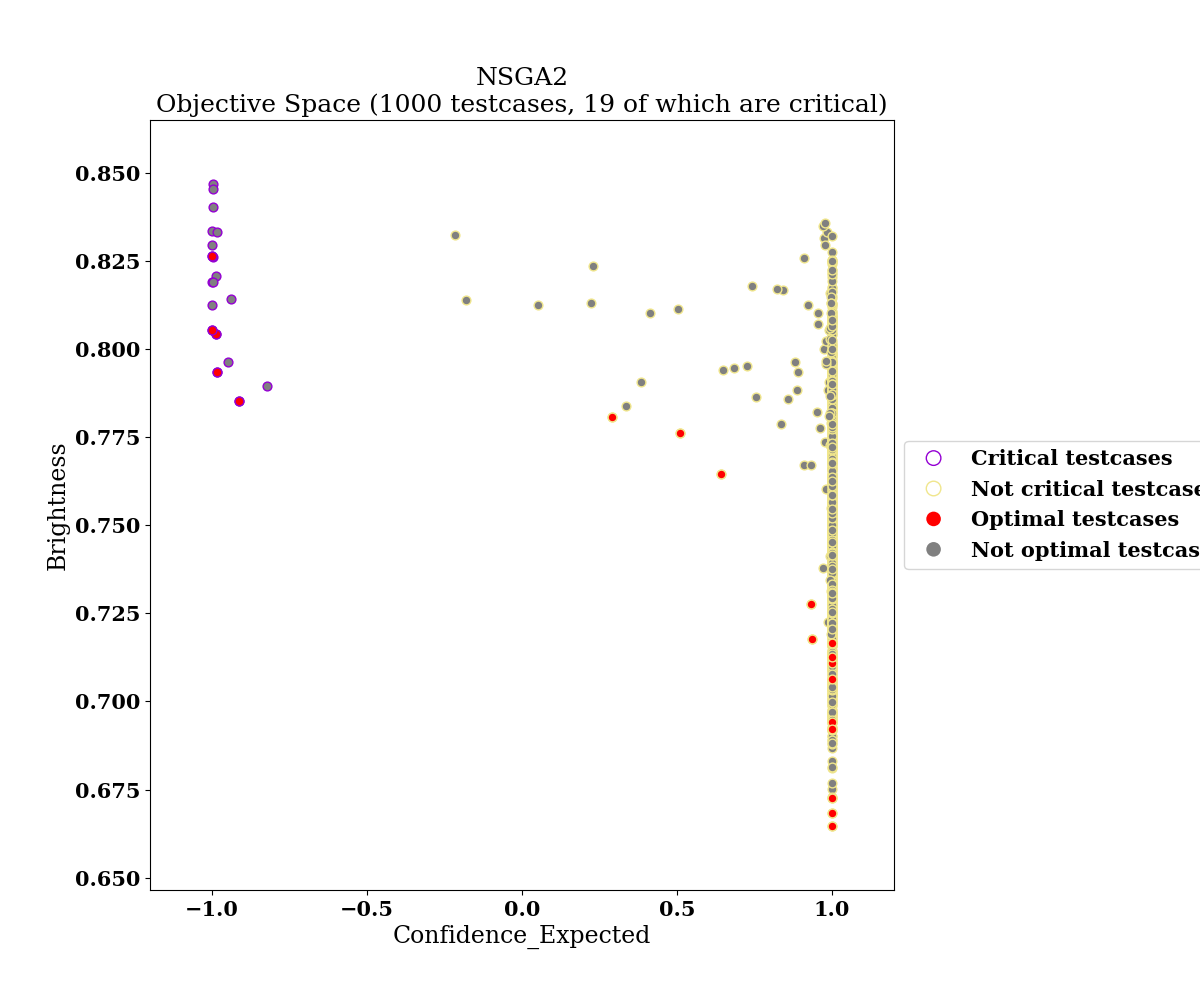 NSGA2
Objective Space (1000 testcases, 19 of which are critical)
0.850
0.825
0.800
0.775
0.750
0.725
0.700
0.675
0.650
Brightness
−1.0
−0.5
0.0
0.5
1.0
Confidence_Expected
Critical testcases
Not critical testcase
Optimal testcases
Not optimal testcas